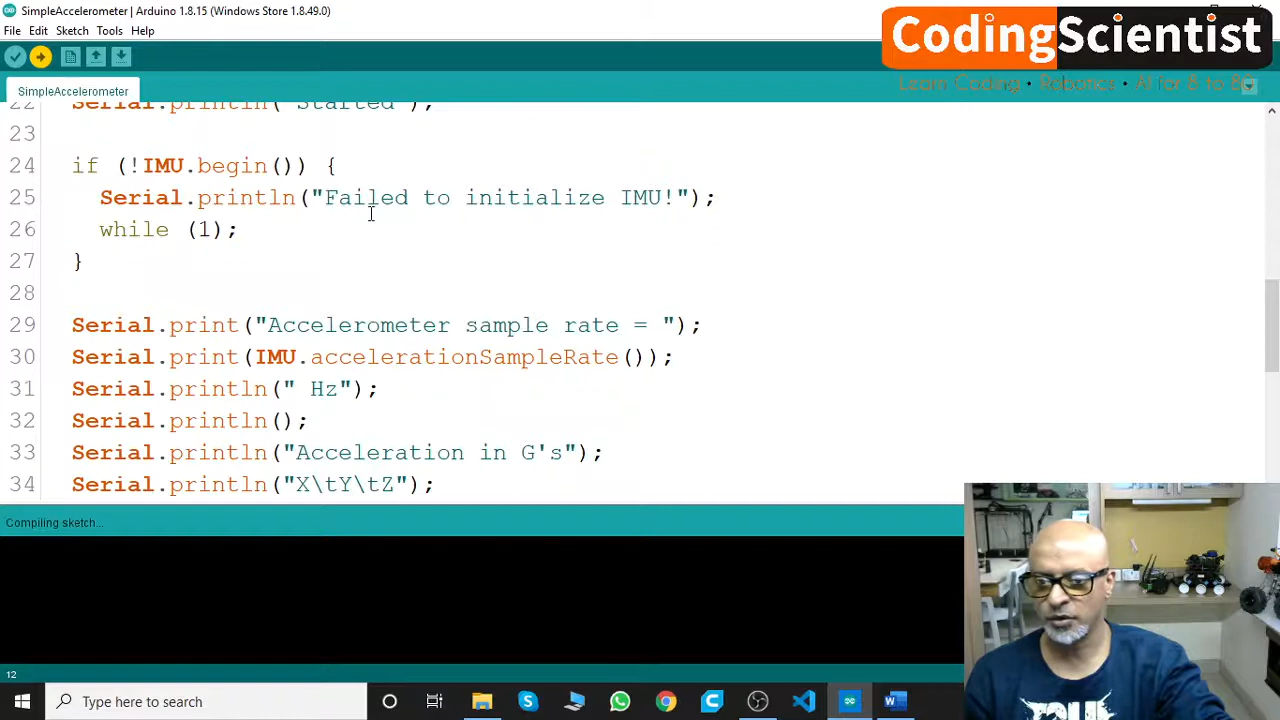 SimpleAccelerometer | Arduino 1.8.15 (Windows Store 1.8.49.0)
File Edit Sketch Tools Help
CodingScientist
Learn Coding • Robotics • AI for 8 to 80
SimpleAccelerometer
22 Serial.println("Started");
23
24 if (!IMU.begin()) {
25 Serial.println("Failed to initialize IMU!");
26 while (1);
27 }
28
29 Serial.print("Accelerometer sample rate = ");
30 Serial.print(IMU.accelerationSampleRate());
31 Serial.println(" Hz");
32 Serial.println();
33 Serial.println("Acceleration in G's");
34 Serial.println("X\tY\tZ");
Compiling sketch...
12
Type here to search